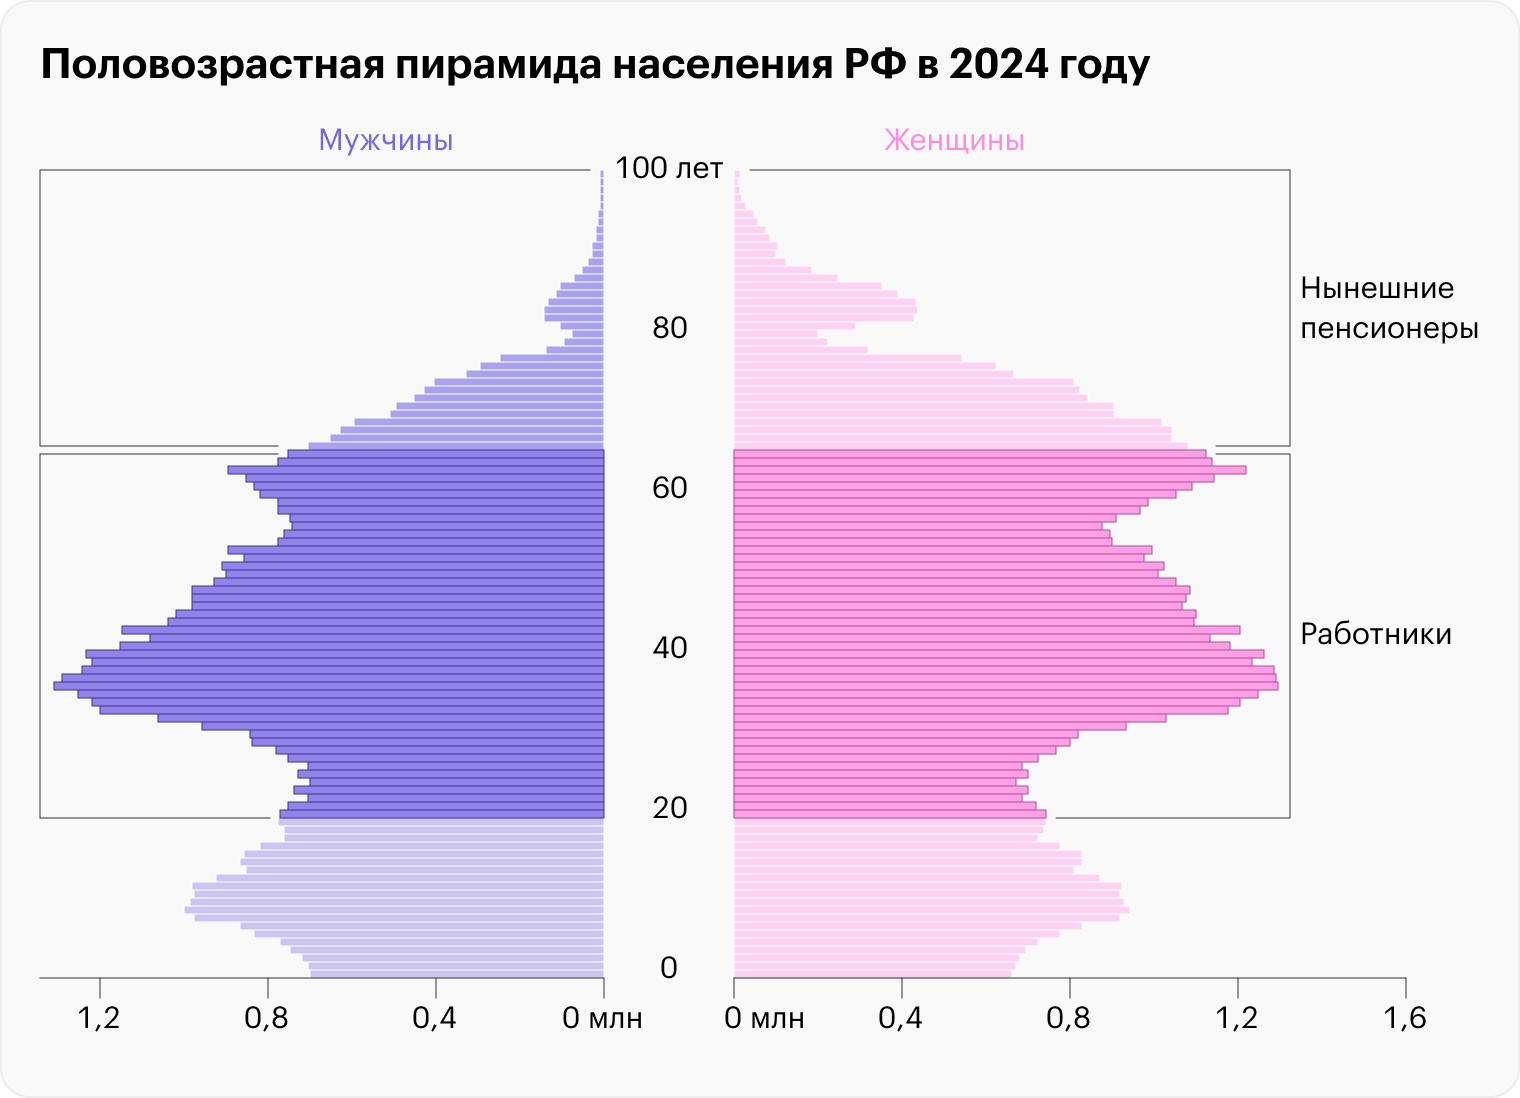 Половозрастная пирамида населения РФ в 2024 году
Мужчины
Женщины
100 лет
Нынешние
пенсионеры
80
60
Работники
40
20
0
1,2
0,8
0,4
0 млн
0 млн
0,4
0,8
1,2
1,6